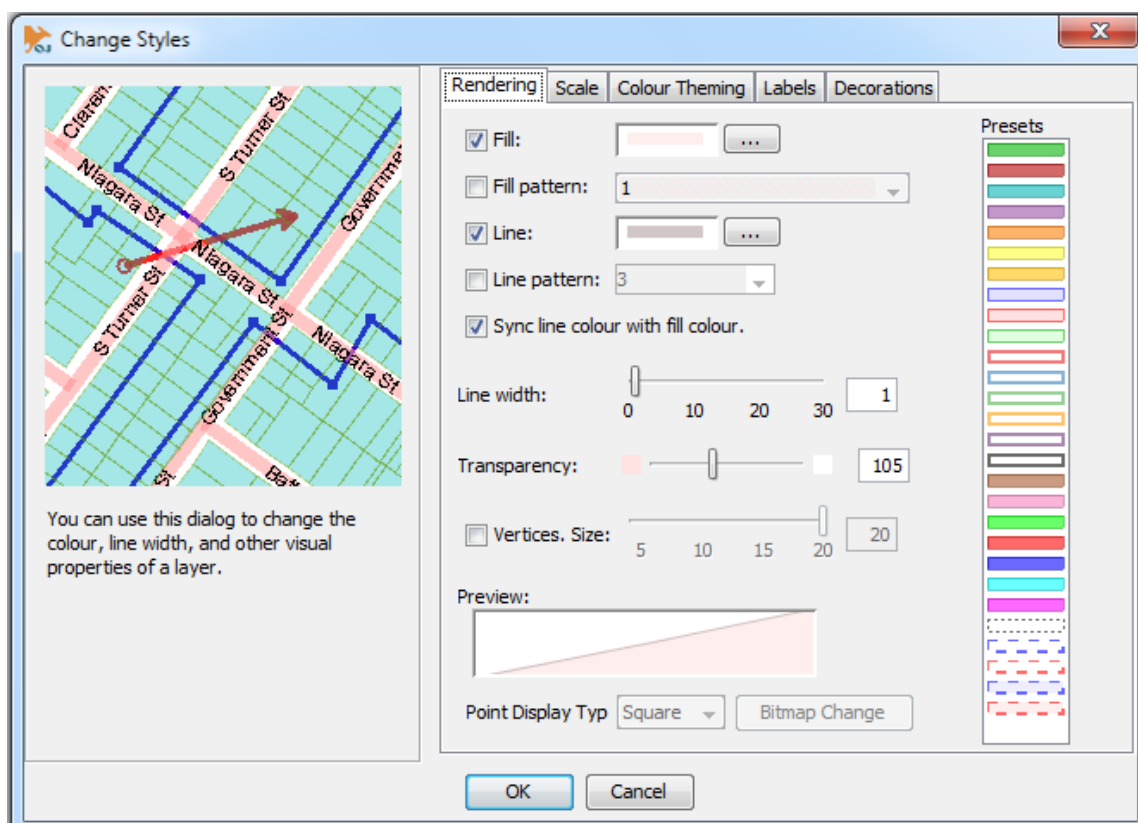 Change Styles
Claren
S Turner St
Niagara St
Governmen
Niagara St
S Turner St
Government St
Niagara St
St
Bat
You can use this dialog to change the
colour, line width, and other visual
properties of a layer.
Rendering Scale Colour Theming Labels Decorations
Fill: ...
Fill pattern: 1
Line: ...
Line pattern: 3
Sync line colour with fill colour.
Line width: 1
0 10 20 30
Transparency: 105
Vertices. Size: 20
5 10 15 20
Preview:
Point Display Typ Square Bitmap Change
Presets
OK Cancel